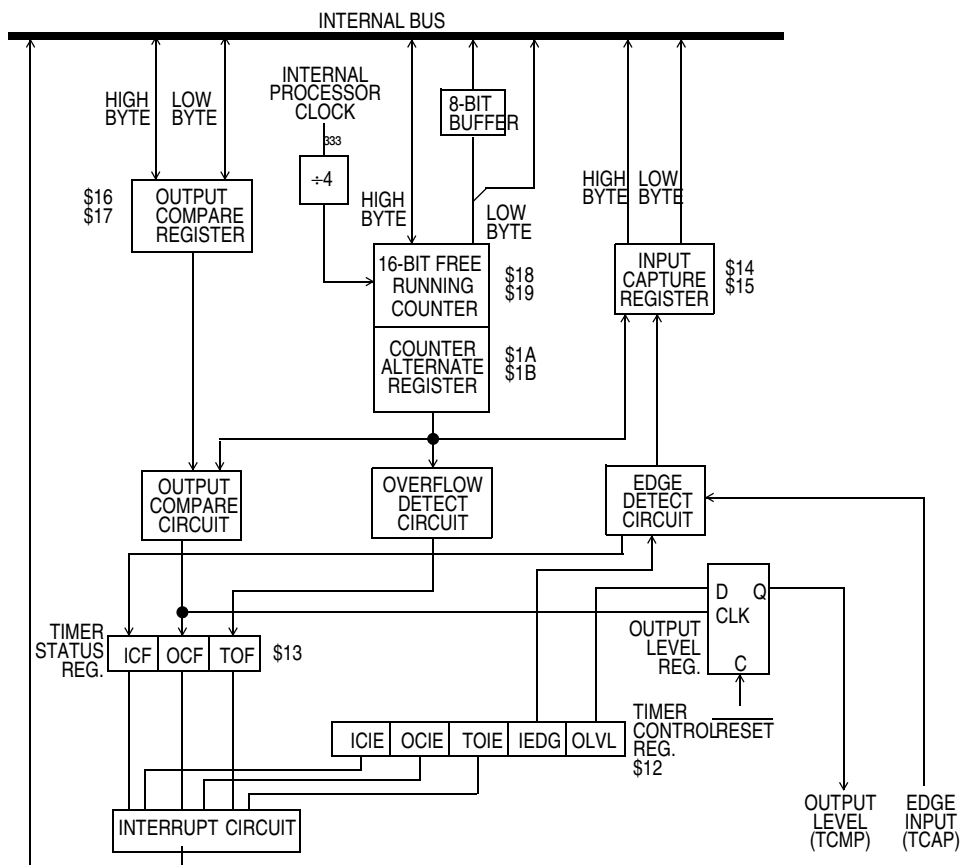 INTERNAL BUS
HIGH
BYTE
LOW
BYTE
INTERNAL
PROCESSOR
CLOCK
333
÷4
8-BIT
BUFFER
HIGH
BYTE
LOW
BYTE
HIGH
BYTE
LOW
BYTE
$16
$17
OUTPUT
COMPARE
REGISTER
16-BIT FREE
RUNNING
COUNTER
$18
$19
COUNTER
ALTERNATE
REGISTER
$1A
$1B
INPUT
CAPTURE
REGISTER
$14
$15
OUTPUT
COMPARE
CIRCUIT
OVERFLOW
DETECT
CIRCUIT
EDGE
DETECT
CIRCUIT
D Q
CLK
C
OUTPUT
LEVEL
REG.
RESET
TIMER
STATUS
REG.
ICF OCF TOF
$13
ICIE OCIE TOIE IEDG OLVL
TIMER
CONTROL
REG.
$12
INTERRUPT CIRCUIT
OUTPUT
LEVEL
(TCMP)
EDGE
INPUT
(TCAP)